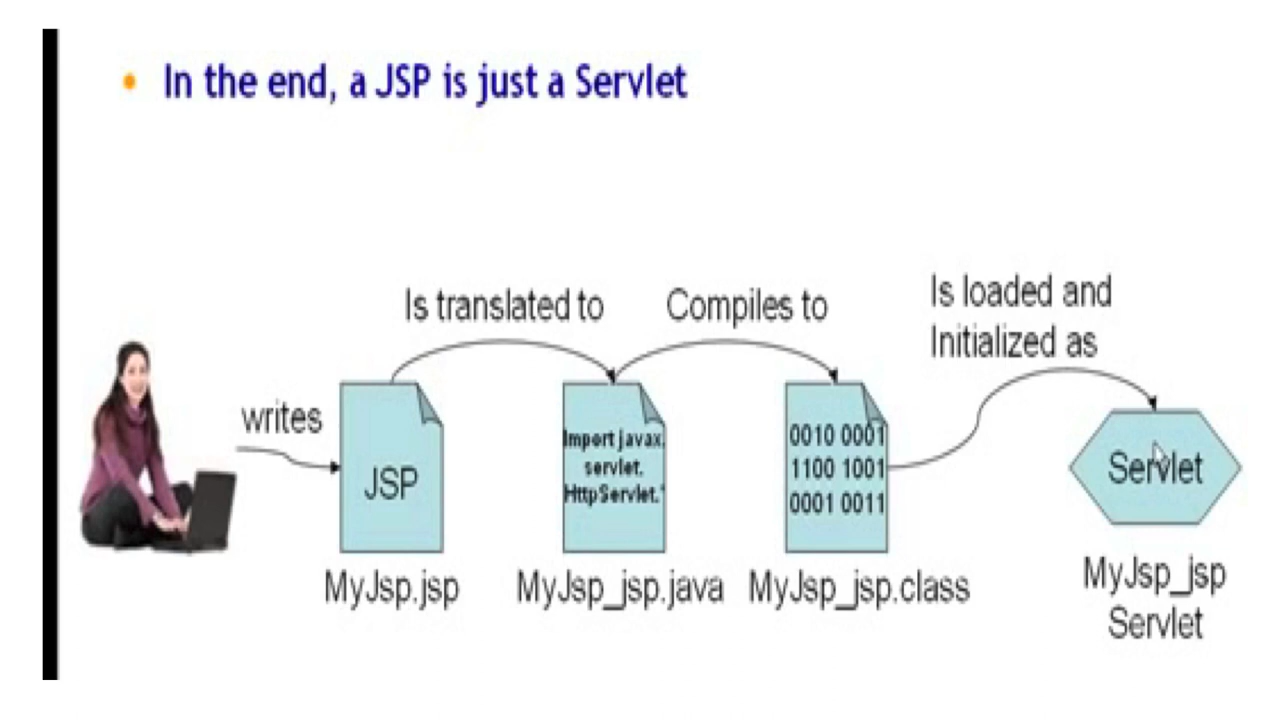 • In the end, a JSP is just a Servlet
Is translated to
Compiles to
Is loaded and
Initialized as
writes
JSP
Import javax.
servlet.
HttpServlet.*
0010 0001
1100 1001
0001 0011
Servlet
MyJsp.jsp
MyJsp_jsp.java
MyJsp_jsp.class
MyJsp_jsp
Servlet